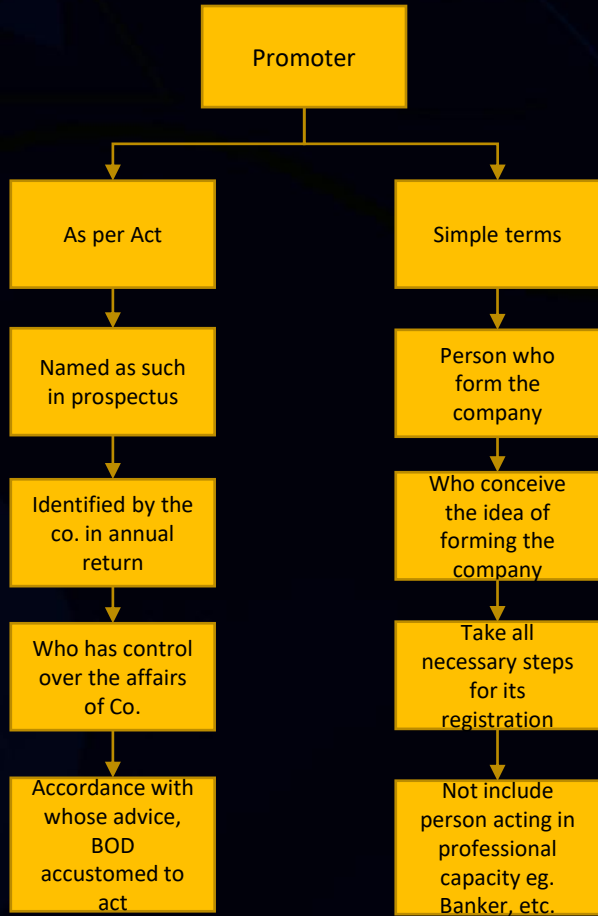 Promoter
As per Act
Named as such
in prospectus
Identified by the
co. in annual
return
Who has control
over the affairs
of Co.
Accordance with
whose advice,
BOD
accustomed to
act
Simple terms
Person who
form the
company
Who conceive
the idea of
forming the
company
Take all
necessary steps
for its
registration
Not include
person acting in
professional
capacity eg.
Banker, etc.